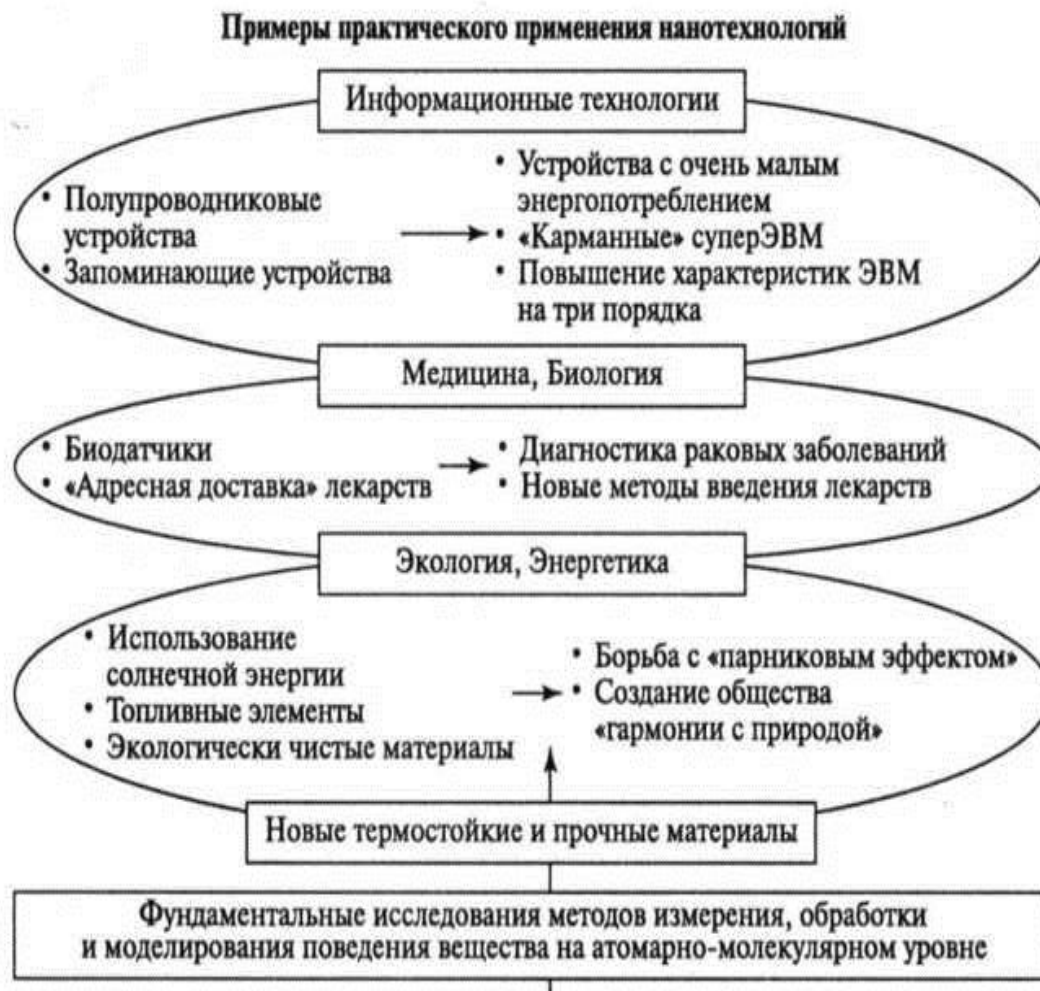 Примеры практического применения нанотехнологий
Информационные технологии
• Полупроводниковые
устройства
• Запоминающие устройства
• Устройства с очень малым
энергопотреблением
• «Карманные» суперЭВМ
• Повышение характеристик ЭВМ
на три порядка
Медицина, Биология
• Биодатчики
• «Адресная доставка» лекарств
• Диагностика раковых заболеваний
• Новые методы введения лекарств
Экология, Энергетика
• Использование
солнечной энергии
• Топливные элементы
• Экологически чистые материалы
• Борьба с «парниковым эффектом»
• Создание общества
«гармонии с природой»
Новые термостойкие и прочные материалы
Фундаментальные исследования методов измерения, обработки
и моделирования поведения вещества на атомарно-молекулярном уровне